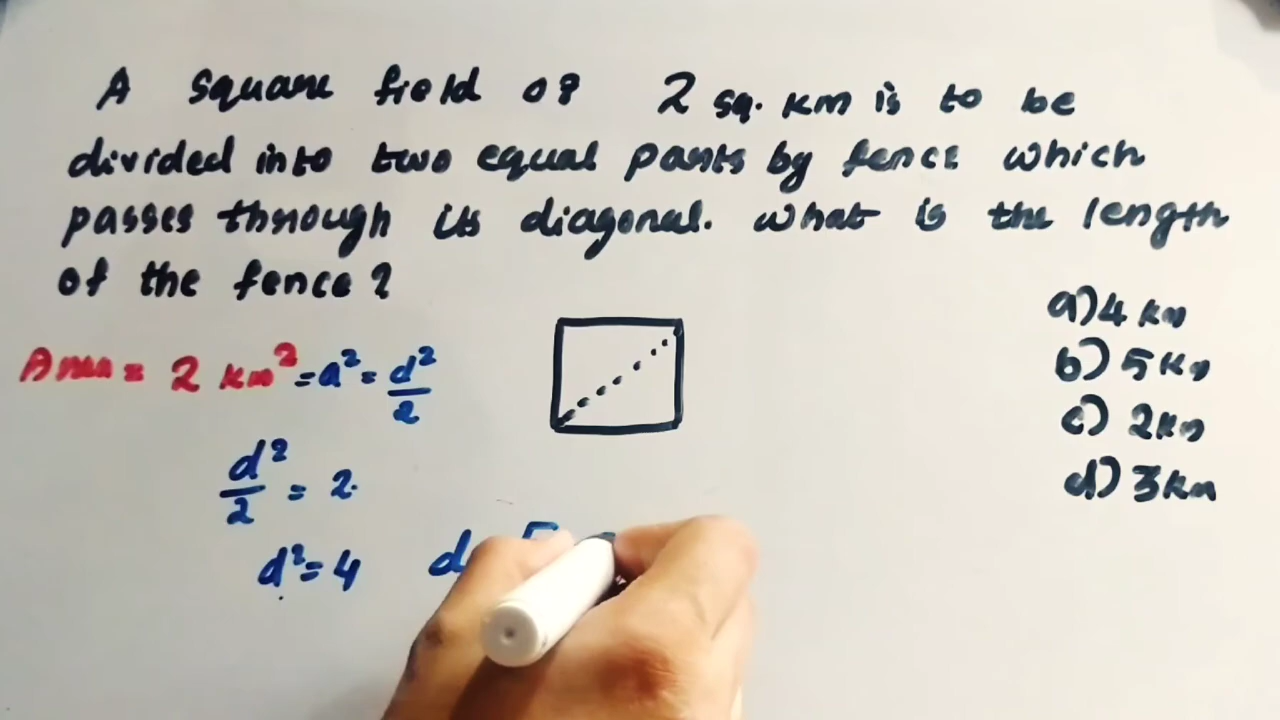 A square field of 2 sq. km is to be
divided into two equal parts by fence which
passes through its diagonal. what is the length
of the fence?
a) 4 km
b) 5 km
c) 2 km
d) 3 km
Area = 2 km² = a² = d²/2
d²/2 = 2.
d² = 4 d